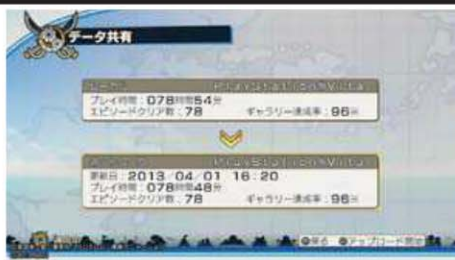 データ共有
ローカル PlayStation®Vita
プレイ時間：078時間54分
エピソードクリア数：78 ギャラリー達成率：96%
PlayStation®Vita
更新日：2013/04/01 16:20
プレイ時間：078時間48分
エピソードクリア数：78 ギャラリー達成率：96%
戻る アップロード開始